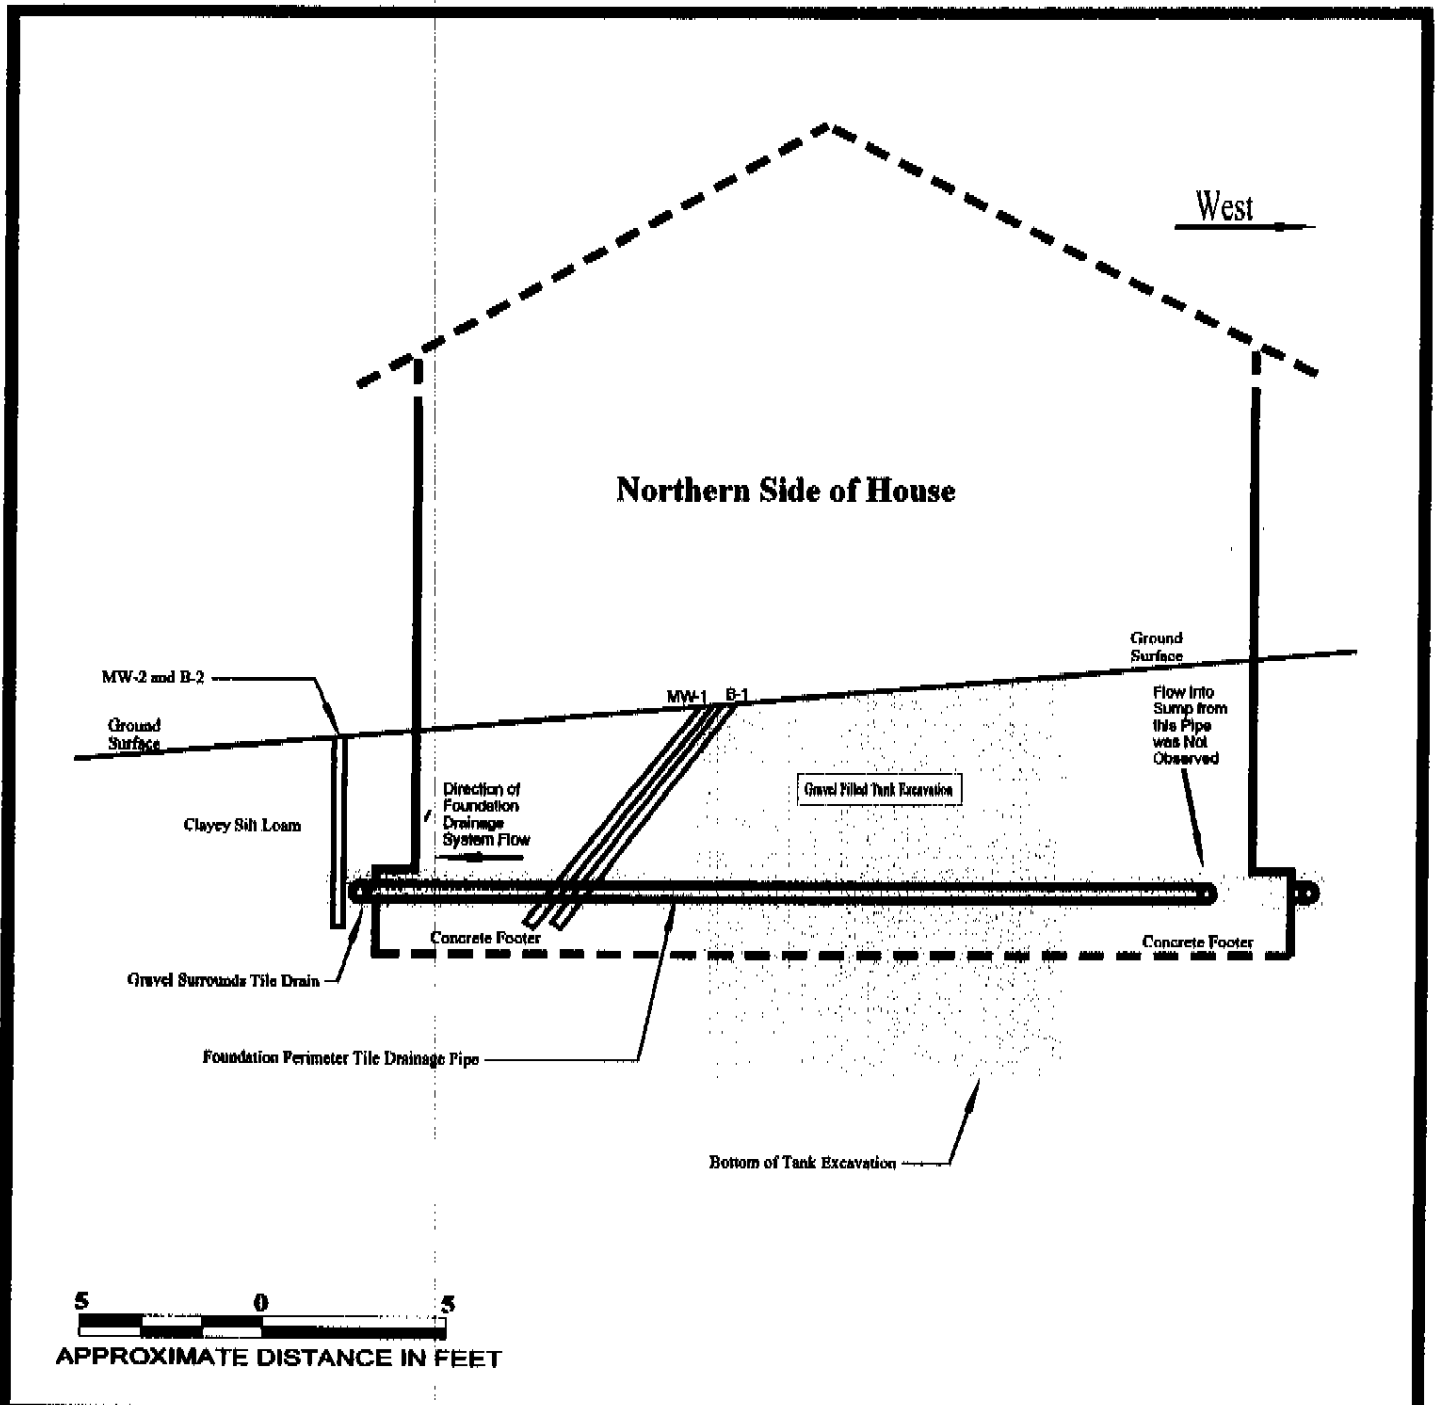 West
Northern Side of House
Ground
Surface
MW-2 and B-2
MW-1 B-1
Flow Into
Sump from
this Pipe
was Not
Observed
Ground
Surface
Gravel Filled Tank Excavation
Direction of
Foundation
Drainage
System Flow
Clayey Silt Loam
Concrete Footer
Concrete Footer
Gravel Surrounds Tile Drain
Foundation Perimeter Tile Drainage Pipe
Bottom of Tank Excavation
5 0 5
APPROXIMATE DISTANCE IN FEET